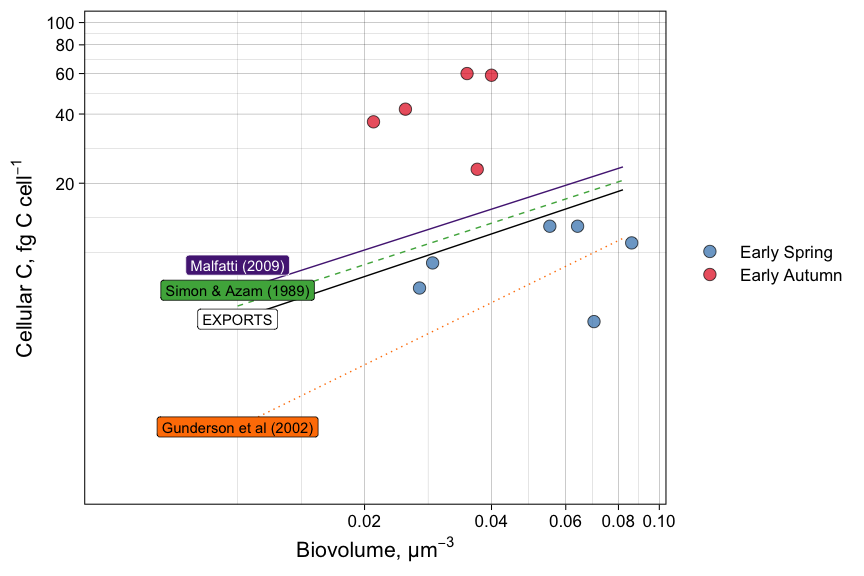 100
80
60
40
20
Cellular C, fg C cell⁻¹
Malfatti (2009)
Simon & Azam (1989)
EXPORTS
Gunderson et al (2002)
0.02 0.04 0.06 0.08 0.10
Biovolume, μm⁻³
Early Spring
Early Autumn